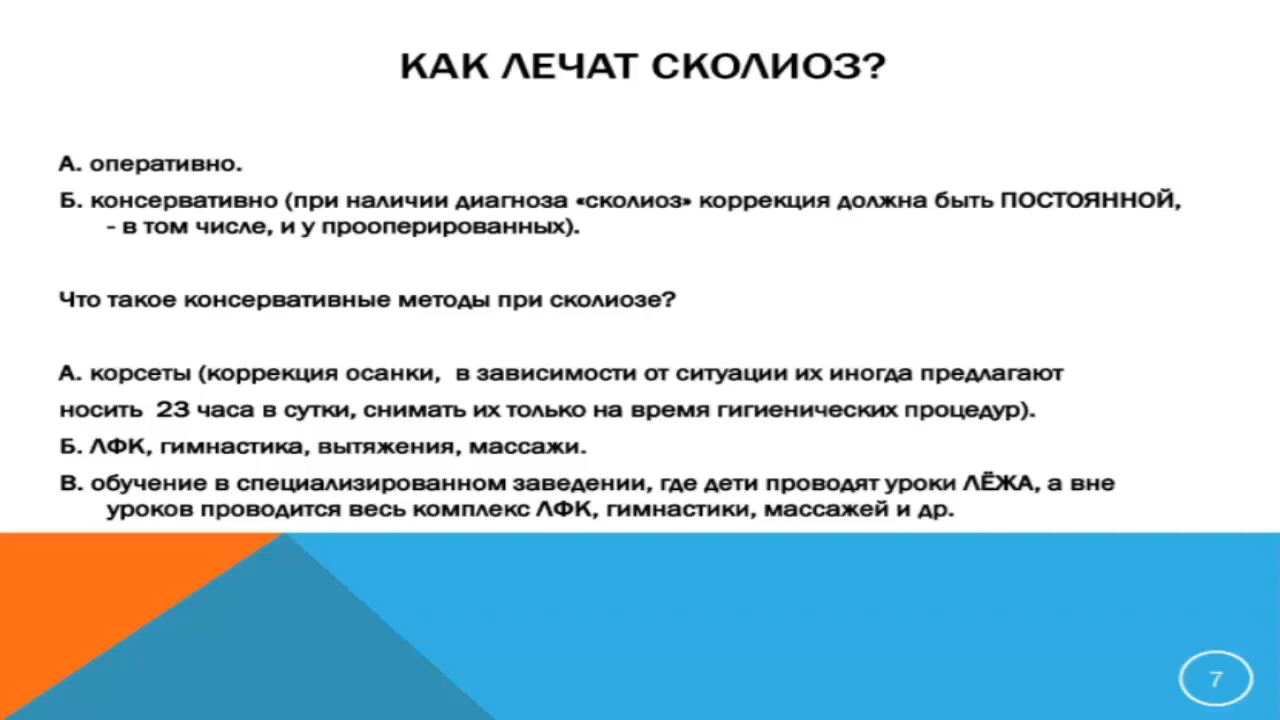 КАК ЛЕЧАТ СКОЛИОЗ?
А. оперативно.
Б. консервативно (при наличии диагноза «сколиоз» коррекция должна быть ПОСТОЯННОЙ,
- в том числе, и у прооперированных).
Что такое консервативные методы при сколиозе?
А. корсеты (коррекция осанки, в зависимости от ситуации их иногда предлагают
носить 23 часа в сутки, снимать их только на время гигиенических процедур).
Б. ЛФК, гимнастика, вытяжения, массажи.
В. обучение в специализированном заведении, где дети проводят уроки ЛЁЖА, а вне
уроков проводится весь комплекс ЛФК, гимнастики, массажей и др.
7